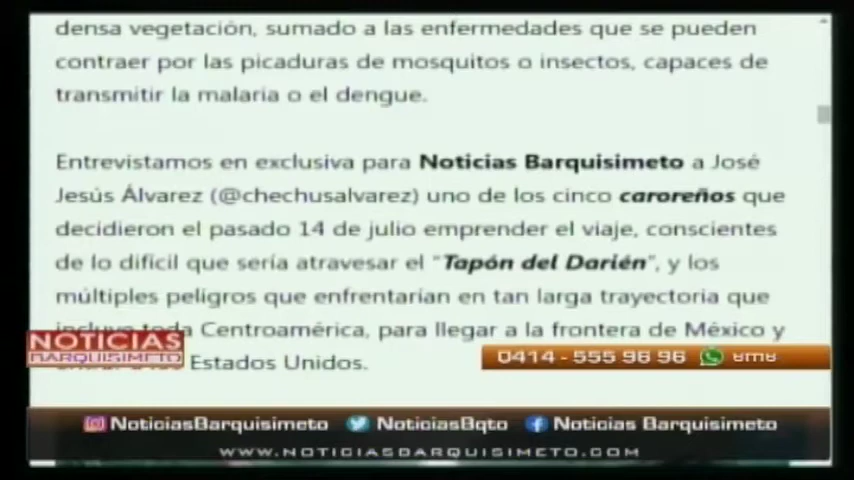 densa vegetación, sumado a las enfermedades que se pueden
contraer por las picaduras de mosquitos o insectos, capaces de
transmitir la malaria o el dengue.
Entrevistamos en exclusiva para Noticias Barquisimeto a José
Jesús Álvarez (@chechusalvarez) uno de los cinco caroreños que
decidieron el pasado 14 de julio emprender el viaje, conscientes
de lo difícil que sería atravesar el "Tapón del Darién", y los
múltiples peligros que enfrentarían en tan larga trayectoria que
toda Centroamérica, para llegar a la frontera de México y
Estados Unidos.
NOTICIAS
BARQUISIMETO
0414 - 555 96 96
NoticiasBarquisimeto NoticiasBqto Noticias Barquisimeto
WWW.NOTICIASBARQUISIMETO.COM